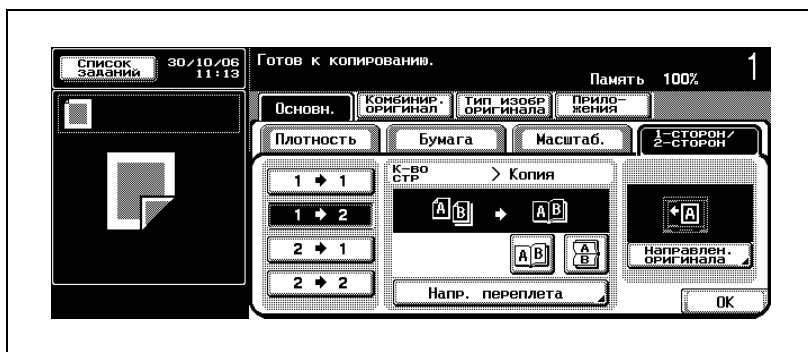 Список заданий
30/10/06
11:13
Готов к копированию.
Память 100%
1
Основн.
Комбинир. оригинал
Тип изобр оригинала
Прило-
жения
Плотность
Бумага
Масштаб.
1-сторон/
2-сторон
1 → 1
1 → 2
2 → 1
2 → 2
К-во стр > Копия
A B → A B
A B
A
B
Напр. переплета
A
Направлен.
оригинала
OK